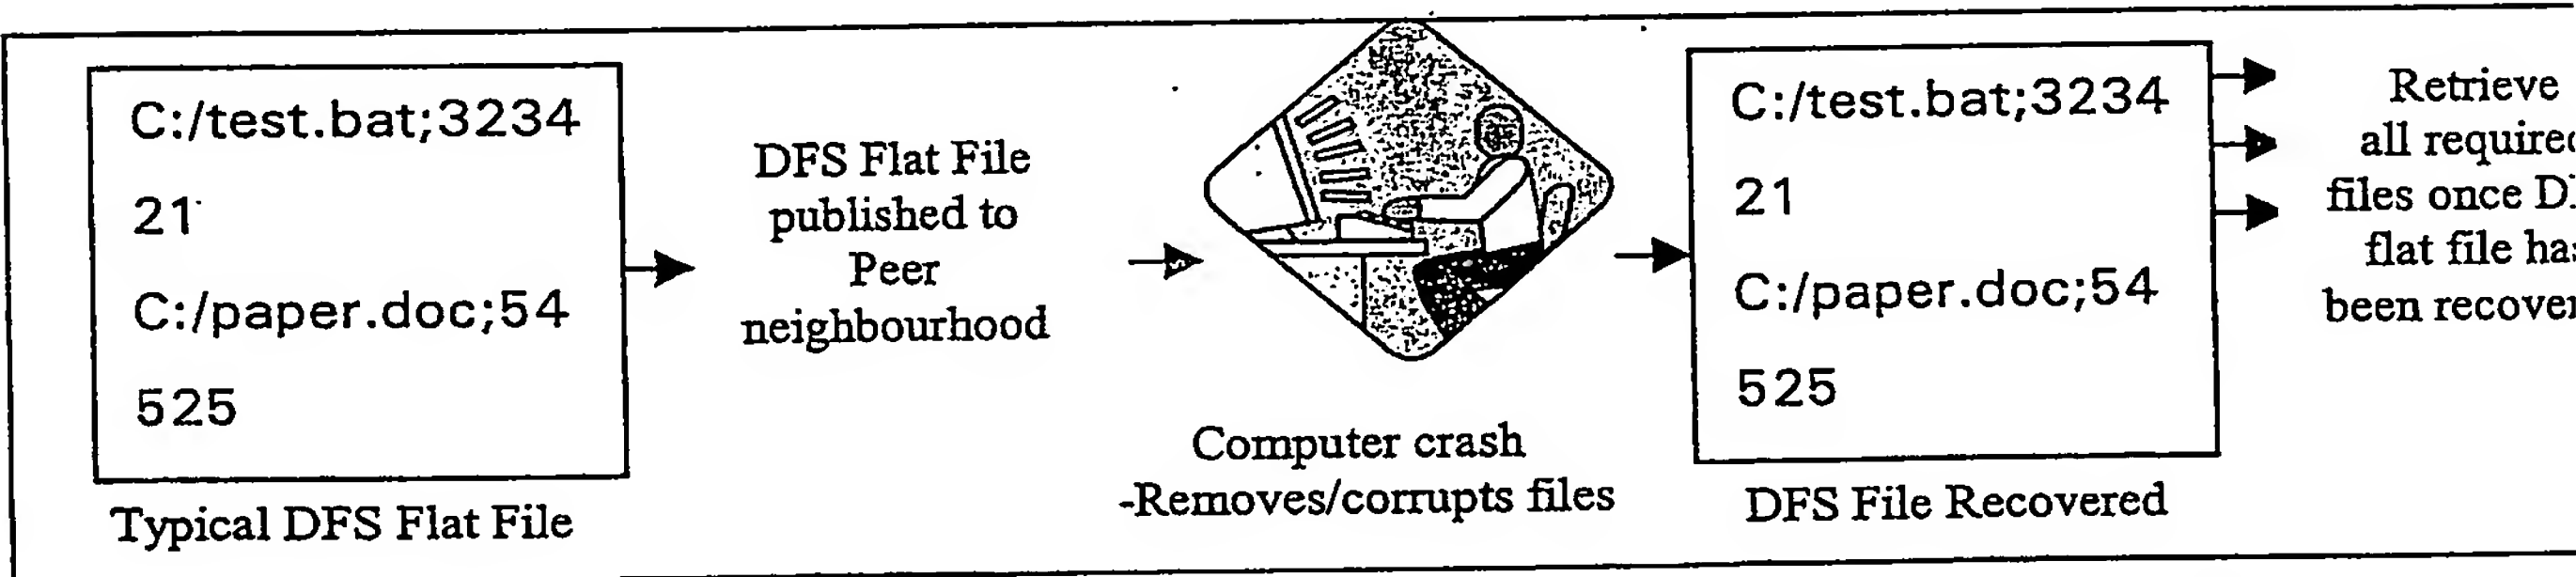 C:/test.bat;3234
21
C:/paper.doc;54
525
Typical DFS Flat File
DFS Flat File
published to
Peer
neighbourhood
Computer crash
-Removes/corrupts files
C:/test.bat;3234
21
C:/paper.doc;54
525
DFS File Recovered
Retrieve
all
files once
flat file
been